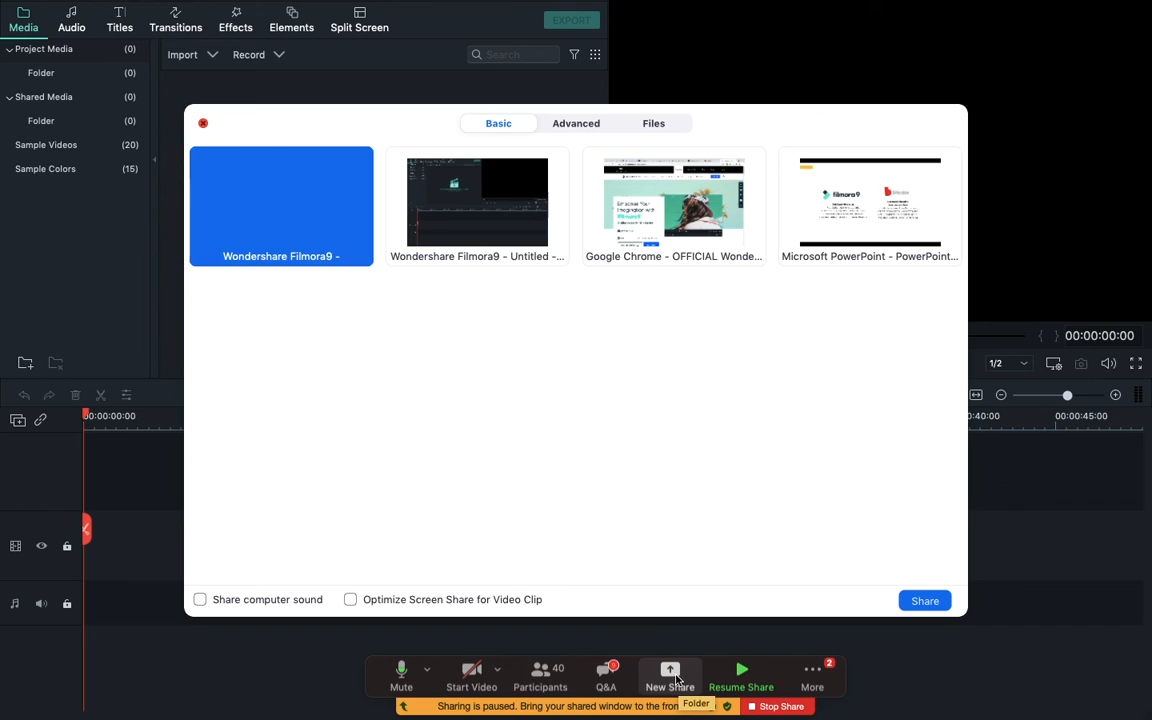 Media Audio Titles Transitions Effects Elements Split Screen EXPORT
Project Media (0) Import Record Search
Folder (0)
Shared Media (0)
Folder (0)
Sample Videos (20)
Sample Colors (15)
Basic Advanced Files
Wondershare Filmora9 - Wondershare Filmora9 - Untitled -... Google Chrome - OFFICIAL Wonde... Microsoft PowerPoint - PowerPoint...
filmora9
{ } 00:00:00:00
1/2
00:00:00:00 0:40:00 00:00:45:00
Share computer sound Optimize Screen Share for Video Clip Share
40 2
Mute Start Video Participants Q&A New Share Resume Share More
Sharing is paused. Bring your shared window to the fron Folder Stop Share